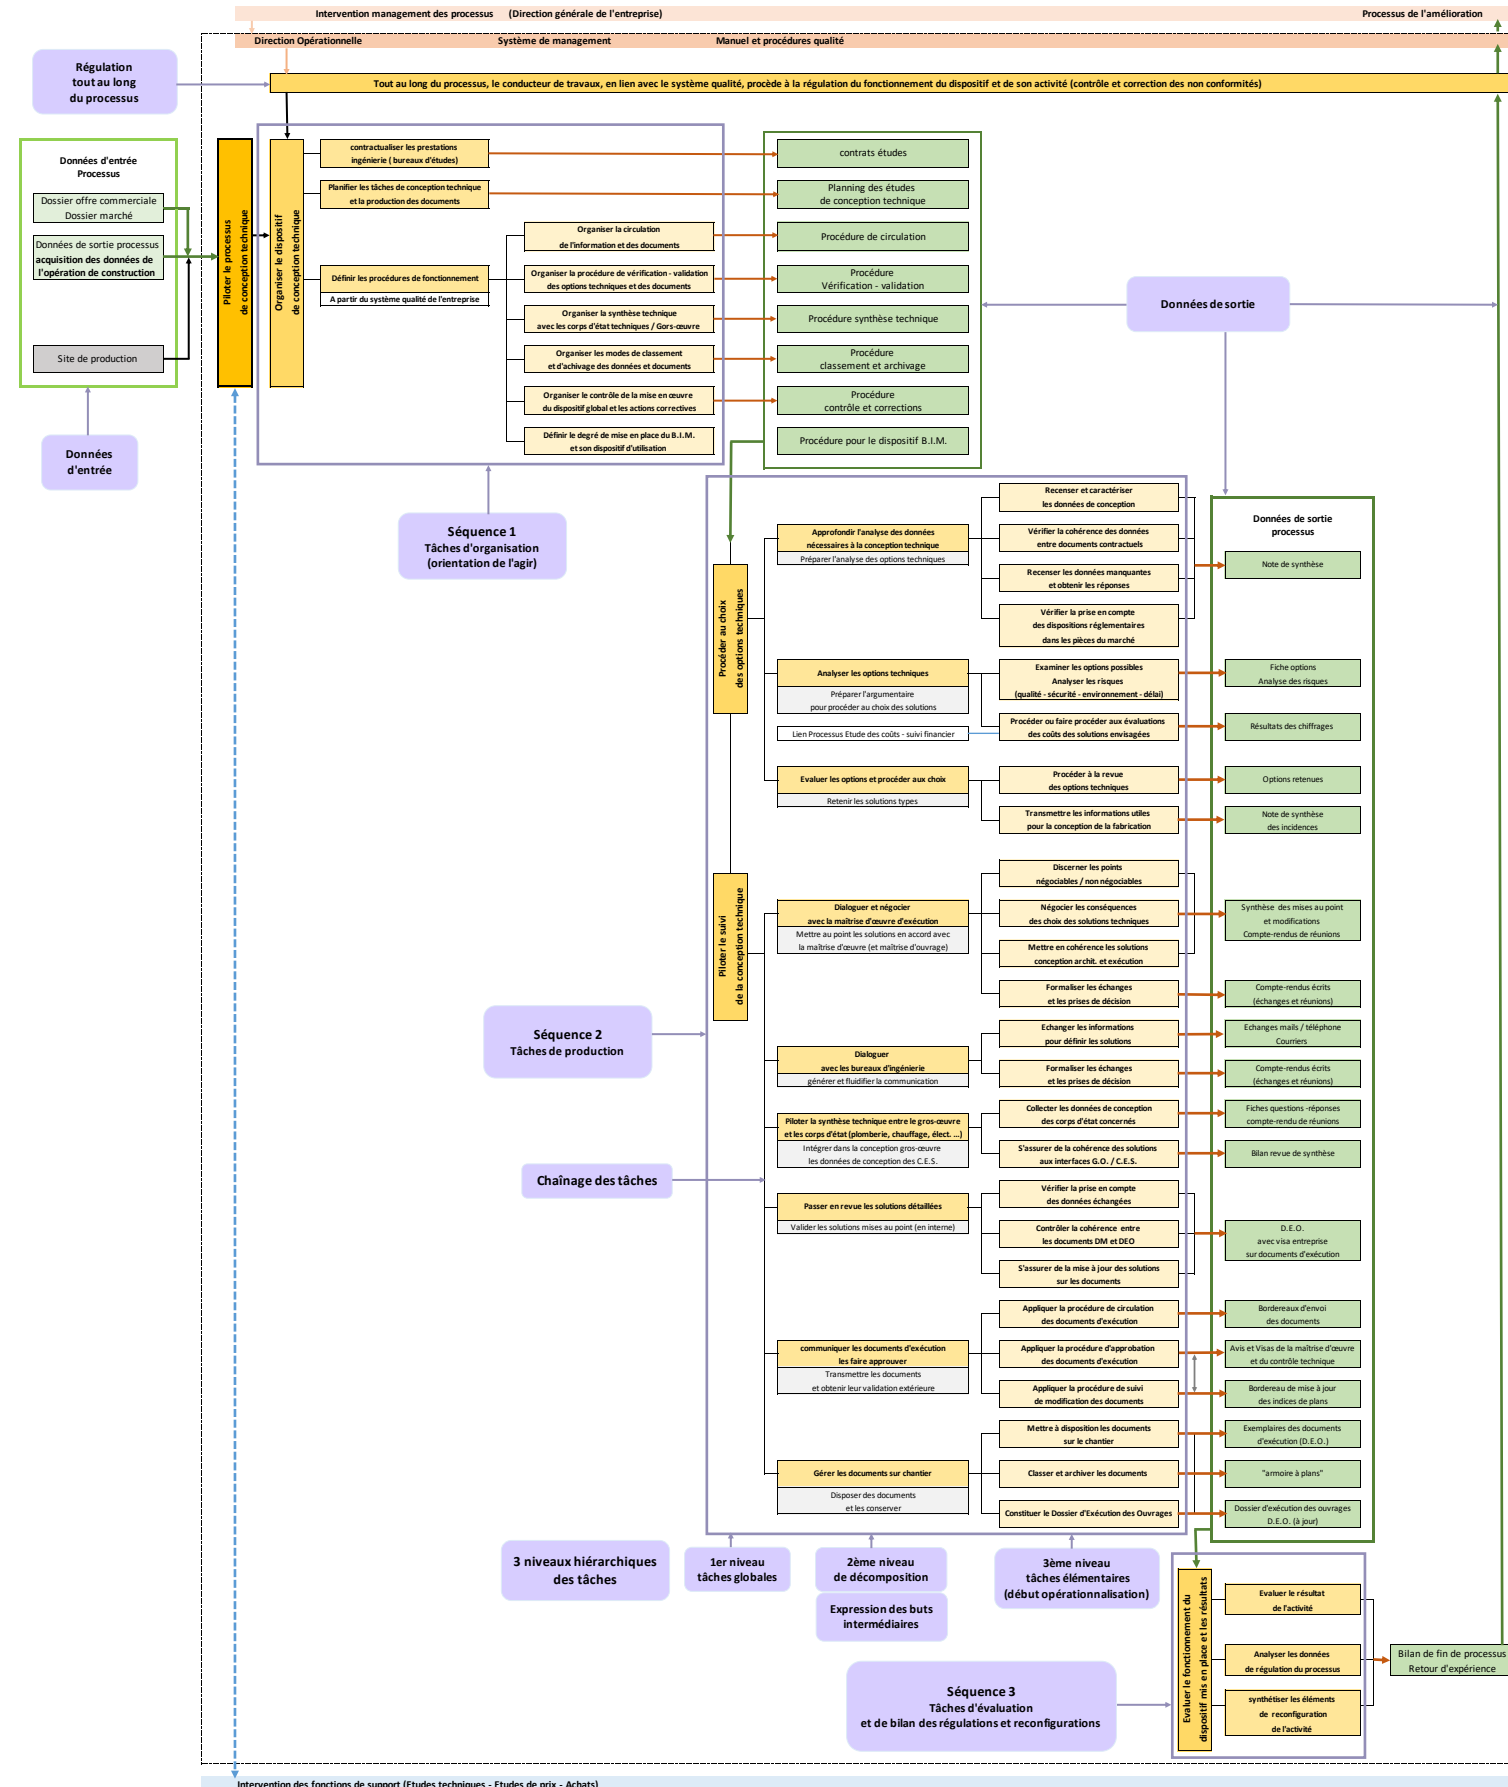 Intervention management des processus (Direction générale de l'entreprise)
Processus de l'amélioration
Direction Opérationnelle
Système de management
Manuel et procédures qualité
Régulation
tout au long
du processus
Tout au long du processus, le conducteur de travaux, en lien avec le système qualité, procède à la régulation du fonctionnement du dispositif et de son activité (contrôle et correction des non conformités)
Données d'entrée
Processus
Dossier offre commerciale
Dossier marché
Données de sortie processus
acquisition des données de
l'opération de construction
Site de production
Données
d'entrée
Piloter le processus
de conception technique
Organiser le dispositif
de conception technique
contractualiser les prestations
ingénierie ( bureaux d'études)
Planifier les tâches de conception technique
et la production des documents
Définir les procédures de fonctionnement
A partir du système qualité de l'entreprise
Organiser la circulation
de l'information et des documents
Organiser la procédure de vérification - validation
des options techniques et des documents
Organiser la synthèse technique
avec les corps d'état techniques / Gors-œuvre
Organiser les modes de classement
et d'achivage des données et documents
Organiser le contrôle de la mise en œuvre
du dispositif global et les actions correctives
Définir le degré de mise en place du B.I.M.
et son dispositif d'utilisation
contrats études
Planning des études
de conception technique
Procédure de circulation
Procédure
Vérification - validation
Procédure synthèse technique
Procédure
classement et archivage
Procédure
contrôle et corrections
Procédure pour le dispositif B.I.M.
Données de sortie
Séquence 1
Tâches d'organisation
(orientation de l'agir)
Procéder au choix
des options techniques
Approfondir l'analyse des données
nécessaires à la conception technique
Préparer l'analyse des options techniques
Recenser et caractériser
les données de conception
Vérifier la cohérence des données
entre documents contractuels
Recenser les données manquantes
et obtenir les réponses
Vérifier la prise en compte
des dispositions réglementaires
dans les pièces du marché
Données de sortie
processus
Note de synthèse
Analyser les options techniques
Préparer l'argumentaire
pour procéder au choix des solutions
Lien Processus Etude des coûts - suivi financier
Examiner les options possibles
Analyser les risques
(qualité - sécurité - environnement - délai)
Procéder ou faire procéder aux évaluations
des coûts des solutions envisagées
Fiche options
Analyse des risques
Résultats des chiffrages
Evaluer les options et procéder aux choix
Retenir les solutions types
Procéder à la revue
des options techniques
Transmettre les informations utiles
pour la conception de la fabrication
Options retenues
Note de synthèse
des incidences
Piloter le suivi
de la conception technique
Dialoguer et négocier
avec la maîtrise d'œuvre d'exécution
Mettre au point les solutions en accord avec
la maîtrise d'œuvre (et maîtrise d'ouvrage)
Discerner les points
négociables / non négociables
Négocier les conséquences
des choix des solutions techniques
Mettre en cohérence les solutions
conception archit. et exécution
Formaliser les échanges
et les prises de décision
Synthèse des mises au point
et modifications
Compte-rendus de réunions
Compte-rendus écrits
(échanges et réunions)
Séquence 2
Tâches de production
Dialoguer
avec les bureaux d'ingénierie
générer et fluidifier la communication
Echanger les informations
pour définir les solutions
Formaliser les échanges
et les prises de décision
Echanges mails / téléphone
Courriers
Compte-rendus écrits
(échanges et réunions)
Piloter la synthèse technique entre le gros-œuvre
et les corps d'état (plomberie, chauffage, élect. ...)
Intégrer dans la conception gros-œuvre
les données de conception des C.E.S.
Collecter les données de conception
des corps d'état concernés
S'assurer de la cohérence des solutions
aux interfaces G.O. / C.E.S.
Fiches questions -réponses
compte-rendu de réunions
Bilan revue de synthèse
Chaînage des tâches
Passer en revue les solutions détaillées
Valider les solutions mises au point (en interne)
Vérifier la prise en compte
des données échangées
Contrôler la cohérence entre
les documents DM et DEO
S'assurer de la mise à jour des solutions
sur les documents
D.E.O.
avec visa entreprise
sur documents d'exécution
communiquer les documents d'exécution
les faire approuver
Transmettre les documents
et obtenir leur validation extérieure
Appliquer la procédure de circulation
des documents d'exécution
Appliquer la procédure d'approbation
des documents d'exécution
Appliquer la procédure de suivi
de modification des documents
Bordereaux d'envoi
des documents
Avis et Visas de la maîtrise d'œuvre
et du contrôle technique
Bordereau de mise à jour
des indices de plans
Gérer les documents sur chantier
Disposer des documents
et les conserver
Mettre à disposition les documents
sur le chantier
Classer et archiver les documents
Constituer le Dossier d'Exécution des Ouvrages
Exemplaires des documents
d'exécution (D.E.O.)
"armoire à plans"
Dossier d'exécution des ouvrages
D.E.O. (à jour)
3 niveaux hiérarchiques
des tâches
1er niveau
tâches globales
2ème niveau
de décomposition
Expression des buts
intermédiaires
3ème niveau
tâches élémentaires
(début opérationnalisation)
Séquence 3
Tâches d'évaluation
et de bilan des régulations et reconfigurations
Evaluer le fonctionnement du
dispositif mis en place et les résultats
Evaluer le résultat
de l'activité
Analyser les données
de régulation du processus
synthétiser les éléments
de reconfiguration
de l'activité
Bilan de fin de processus
Retour d'expérience
Intervention des fonctions de support (Etudes techniques - Etudes de prix - Achats)